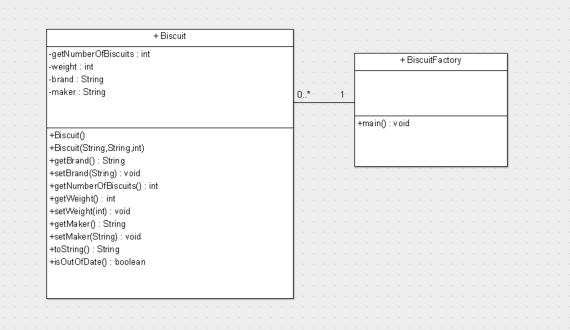 + Biscuit
-getNumberOfBiscuits : int
-weight : int
-brand : String
-maker : String
+Biscuit()
+Biscuit(String,String,int)
+getBrand() : String
+setBrand(String) : void
+getNumberOfBiscuits() : int
+getWeight() : int
+setWeight(int) : void
+getMaker() : String
+setMaker(String) : void
+toString() : String
+isOutOfDate() : boolean
0..* 1
+ BiscuitFactory
+main() : void